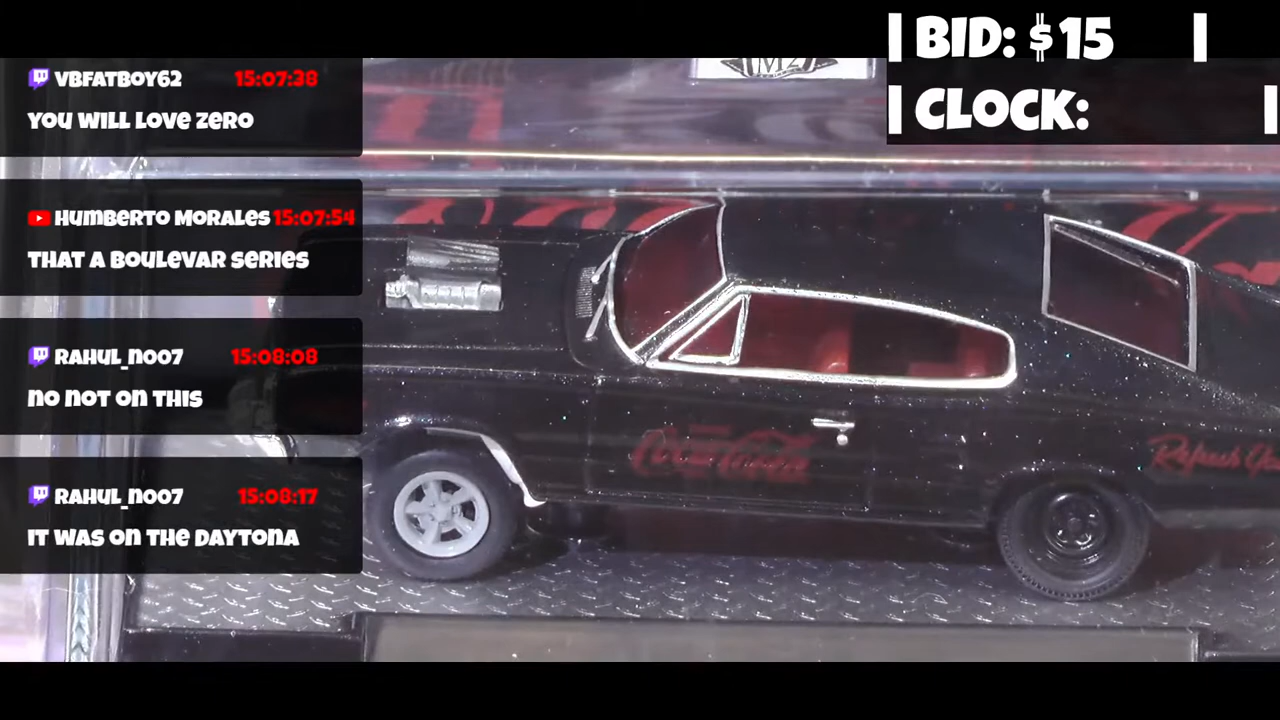 VBFATBOY62 15:07:38
YOU WILL LOVE ZERO
HUMBERTO MORALES 15:07:54
THAT A BOULEVAR SERIES
RAHUL_N007 15:08:08
NO NOT ON THIS
RAHUL_N007 15:08:17
IT WAS ON THE DAYTONA
| BID: $15 |
| CLOCK: |
M2
Coca-Cola
Refresh